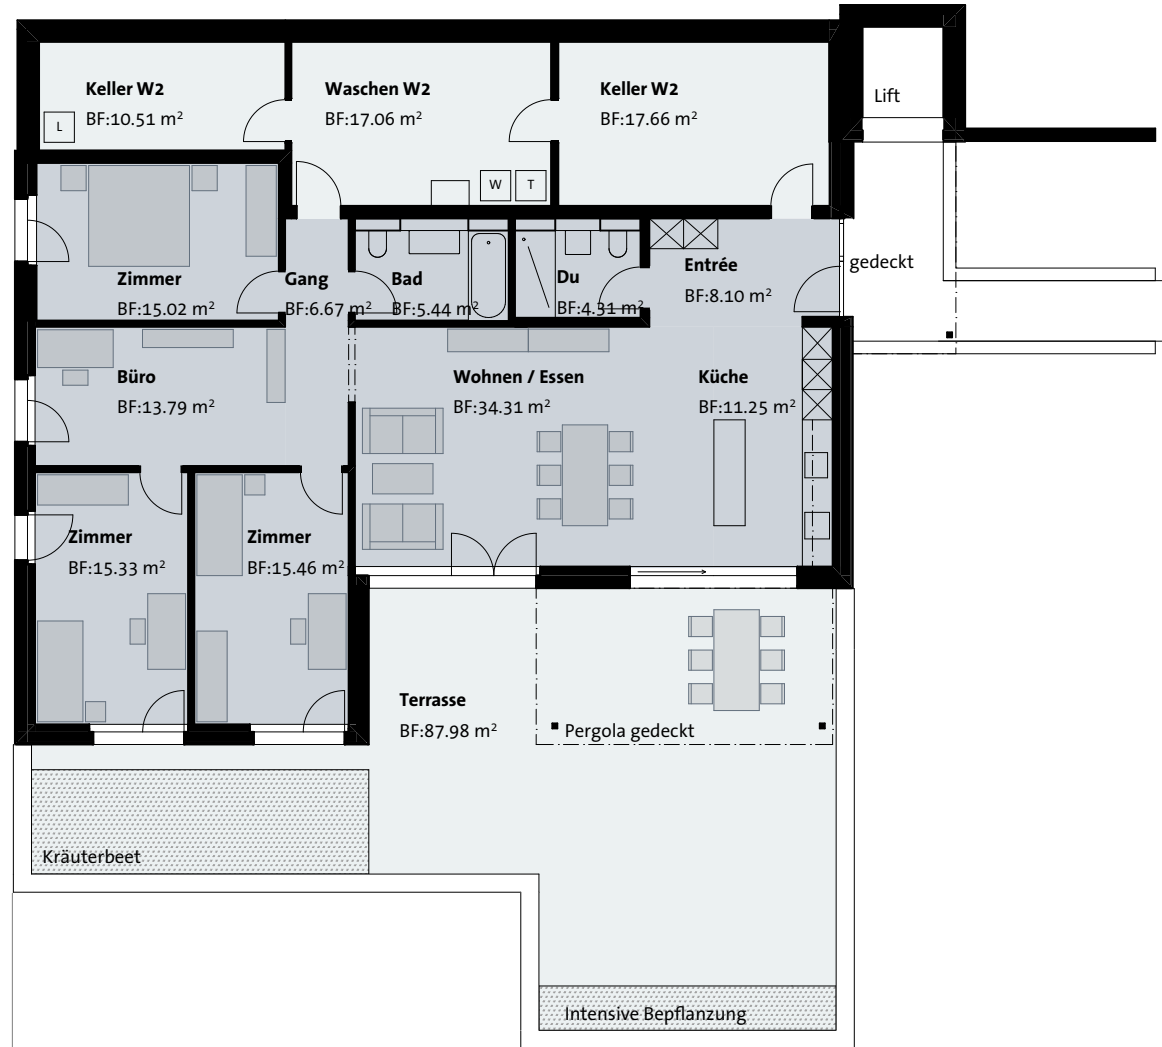 Keller W2
BF:10.51 m²
L
Waschen W2
BF:17.06 m²
W
T
Keller W2
BF:17.66 m²
Lift
Zimmer
BF:15.02 m²
Gang
BF:6.67 m²
Bad
BF:5.44 m²
Du
BF:4.31 m²
Entrée
BF:8.10 m²
gedeckt
Büro
BF:13.79 m²
Wohnen / Essen
BF:34.31 m²
Küche
BF:11.25 m²
Zimmer
BF:15.33 m²
Zimmer
BF:15.46 m²
Terrasse
BF:87.98 m²
Pergola gedeckt
Kräuterbeet
Intensive Bepflanzung